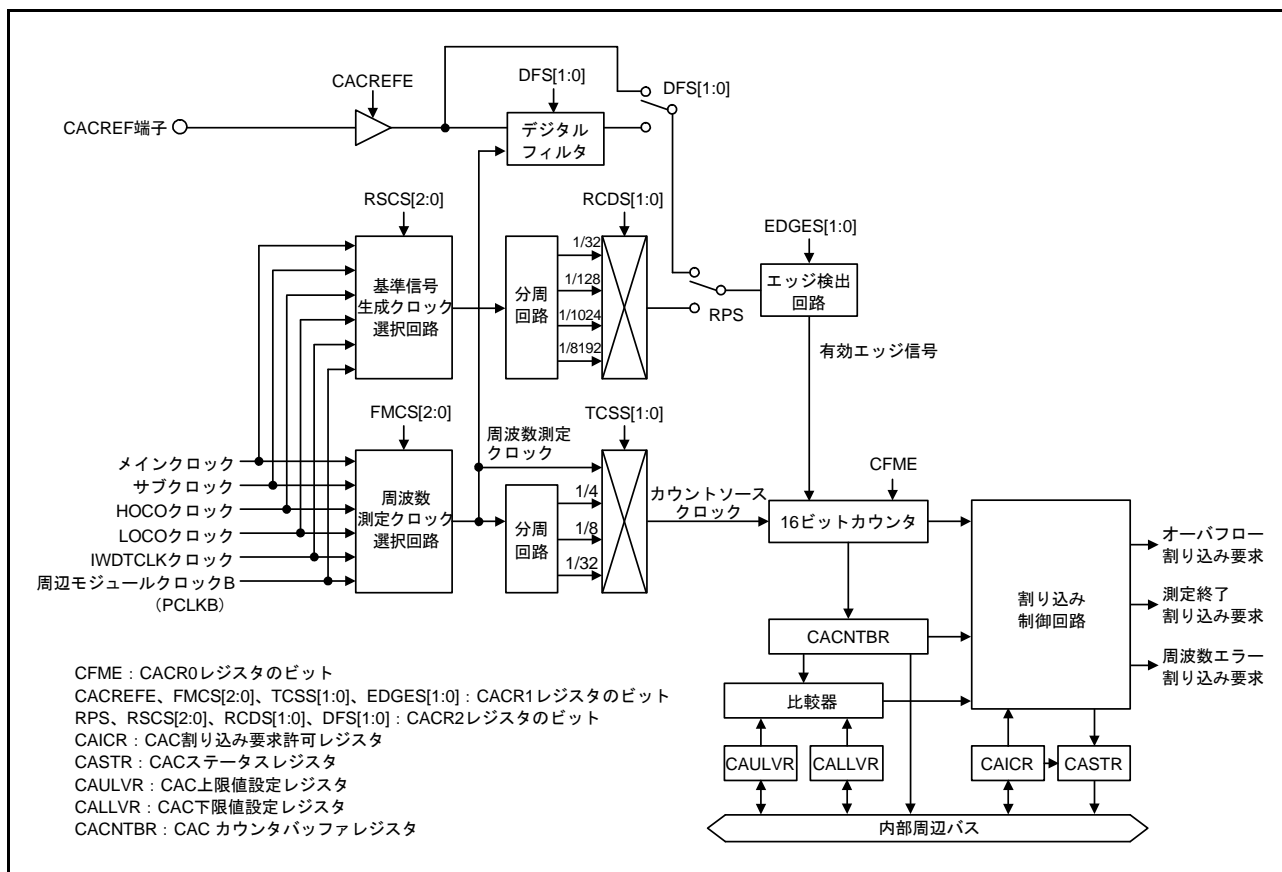 CACREFE
DFS[1:0]
DFS[1:0]
CACREF端子
デジタル
フィルタ
RSCS[2:0]
RCDS[1:0]
EDGES[1:0]
基準信号
生成クロック
選択回路
分周
回路
1/32
1/128
1/1024
1/8192
RPS
エッジ検出
回路
有効エッジ信号
FMCS[2:0]
TCSS[1:0]
周波数測定
クロック
CFME
メインクロック
サブクロック
HOCOクロック
LOCOクロック
IWDTCLKクロック
周辺モジュールクロックB
（PCLKB）
周波数
測定クロック
選択回路
分周
回路
1/4
1/8
1/32
カウントソース
クロック
16ビットカウンタ
割り込み
制御回路
オーバフロー
割り込み要求
測定終了
割り込み要求
周波数エラー
割り込み要求
CACNTBR
比較器
CAULVR
CALLVR
CAICR
CASTR
内部周辺バス
CFME：CACR0レジスタのビット
CACREFE、FMCS[2:0]、TCSS[1:0]、EDGES[1:0]：CACR1レジスタのビット
RPS、RSCS[2:0]、RCDS[1:0]、DFS[1:0]：CACR2レジスタのビット
CAICR：CAC割り込み要求許可レジスタ
CASTR：CACステータスレジスタ
CAULVR：CAC上限値設定レジスタ
CALLVR：CAC下限値設定レジスタ
CACNTBR：CAC カウンタバッファレジスタ